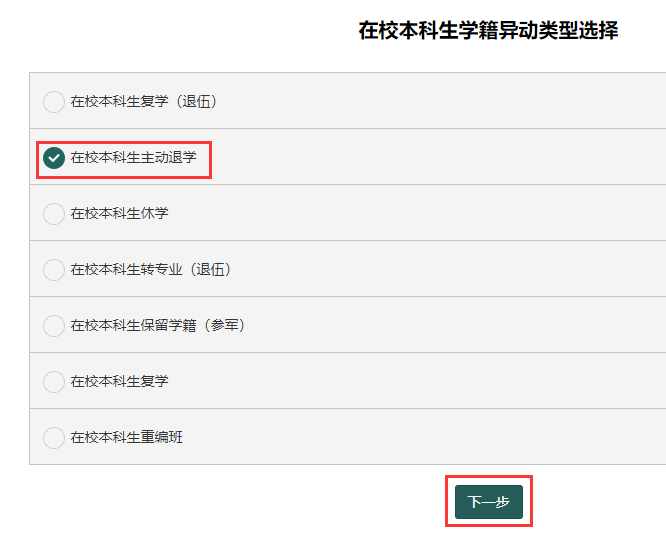 在校本科生学籍异动类型选择
在校本科生复学（退伍）
在校本科生主动退学
在校本科生休学
在校本科生转专业（退伍）
在校本科生保留学籍（参军）
在校本科生复学
在校本科生重编班
下一步